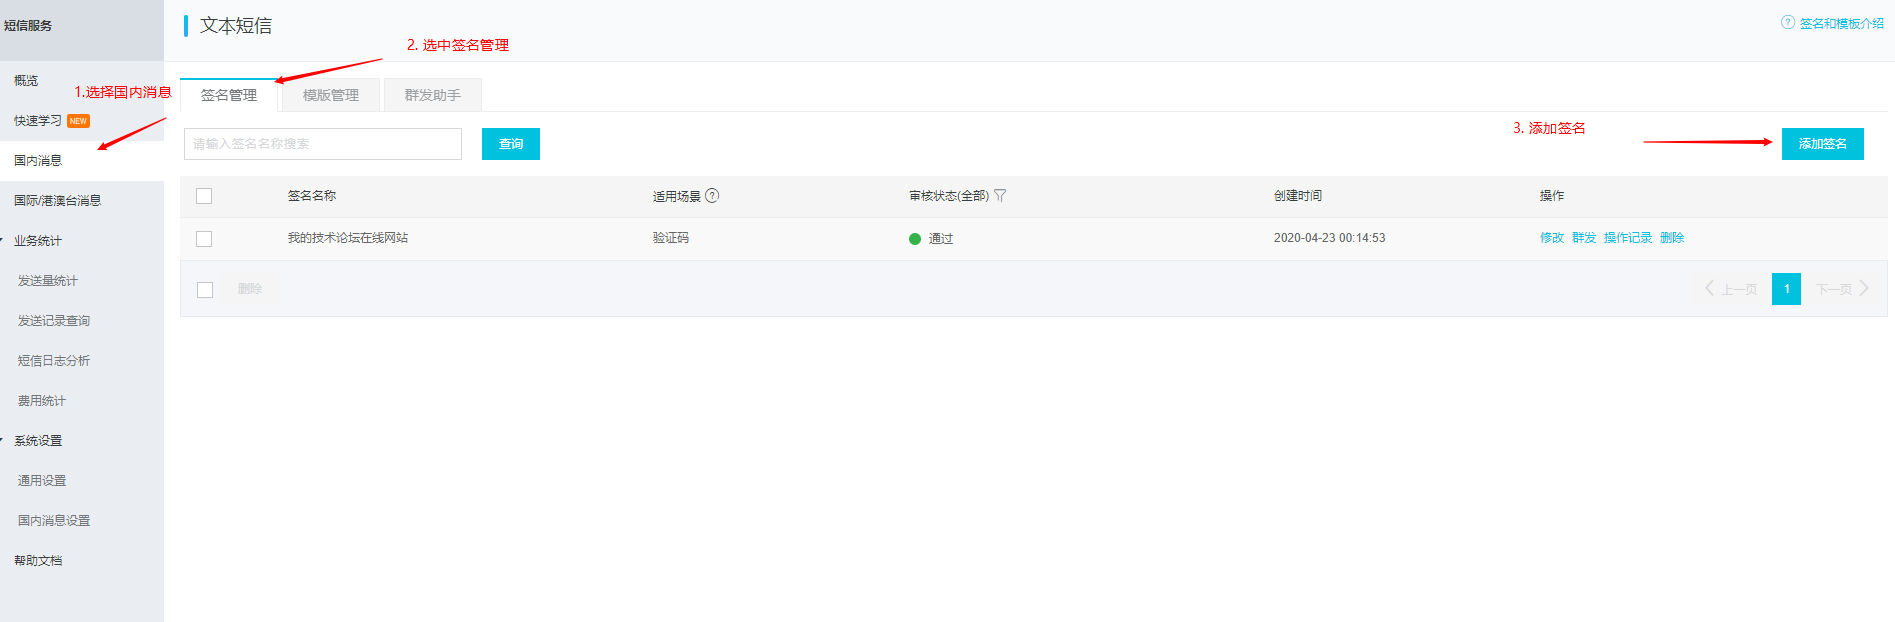 短信服务
文本短信
签名和模板介绍
2. 选中签名管理
概览
1.选择国内消息
签名管理
模版管理
群发助手
快速学习 NEW
3. 添加签名
请输入签名名称搜索
查询
添加签名
国内消息
签名名称
适用场景
审核状态(全部)
创建时间
操作
国际/港澳台消息
我的技术论坛在线网站
验证码
通过
2020-04-23 00:14:53
修改 群发 操作记录 删除
业务统计
发送量统计
删除
上一页
1
下一页
发送记录查询
短信日志分析
费用统计
系统设置
通用设置
国内消息设置
帮助文档